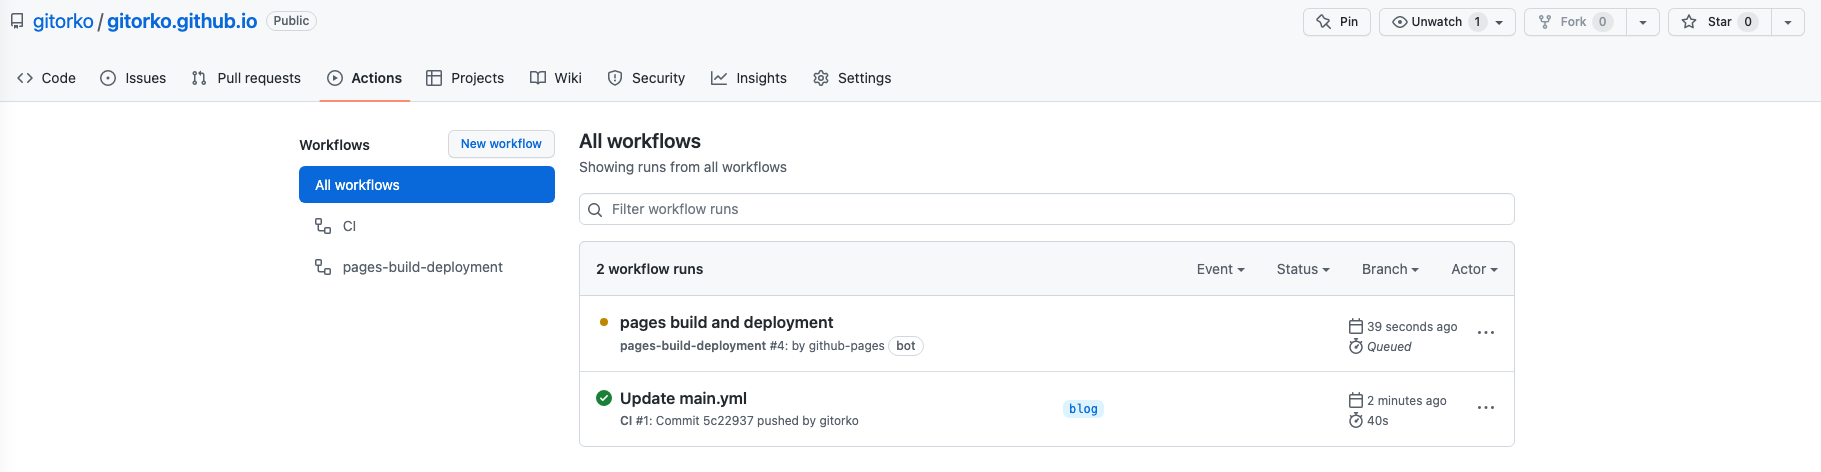 gitorko / gitorko.github.io Public
Pin
Unwatch 1
Fork 0
Star 0
Code
Issues
Pull requests
Actions
Projects
Wiki
Security
Insights
Settings
Workflows
New workflow
All workflows
CI
pages-build-deployment
All workflows
Showing runs from all workflows
Filter workflow runs
2 workflow runs
Event
Status
Branch
Actor
pages build and deployment
pages-build-deployment #4: by github-pages bot
39 seconds ago
Queued
Update main.yml
CI #1: Commit 5c22937 pushed by gitorko
blog
2 minutes ago
40s